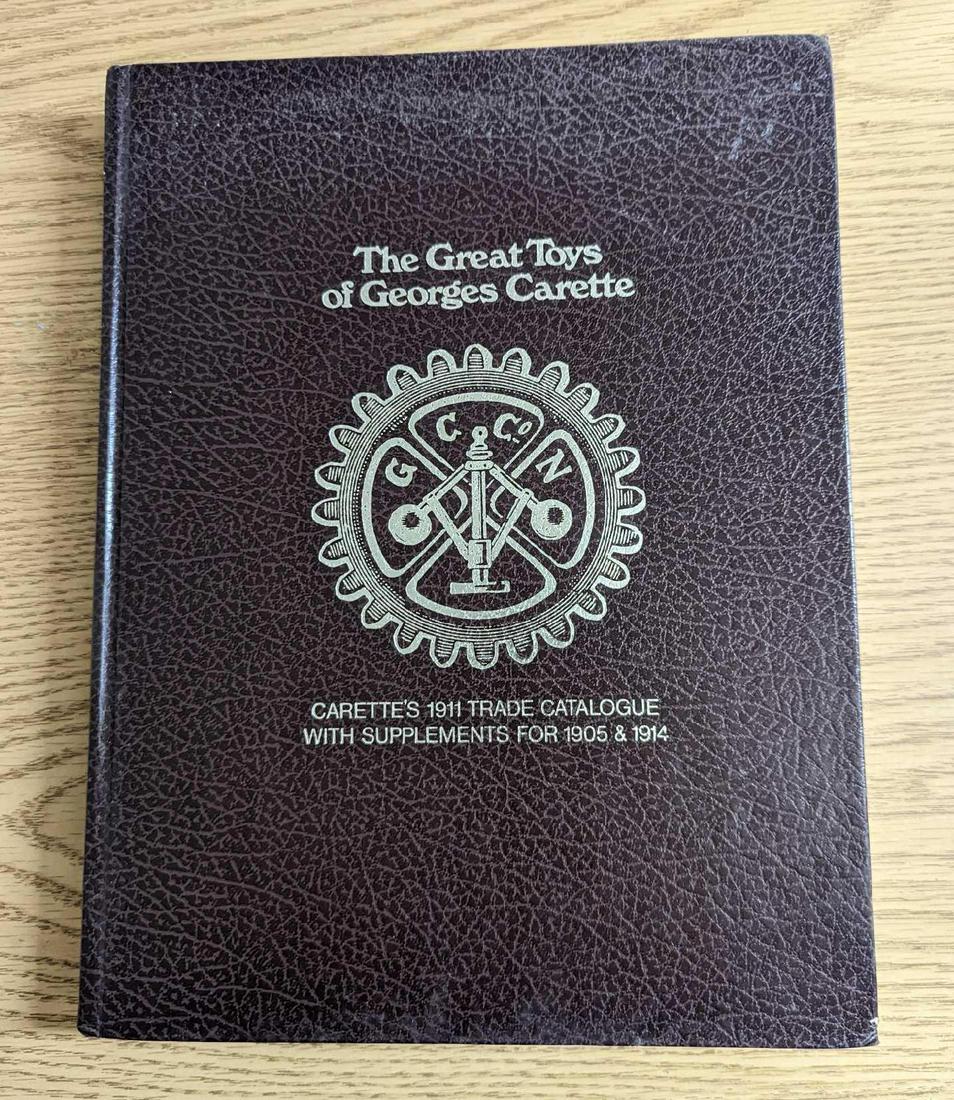 The Great Toys
of Georges Carette
G C Co. N
CARETTE'S 1911 TRADE CATALOGUE
WITH SUPPLEMENTS FOR 1905 & 1914